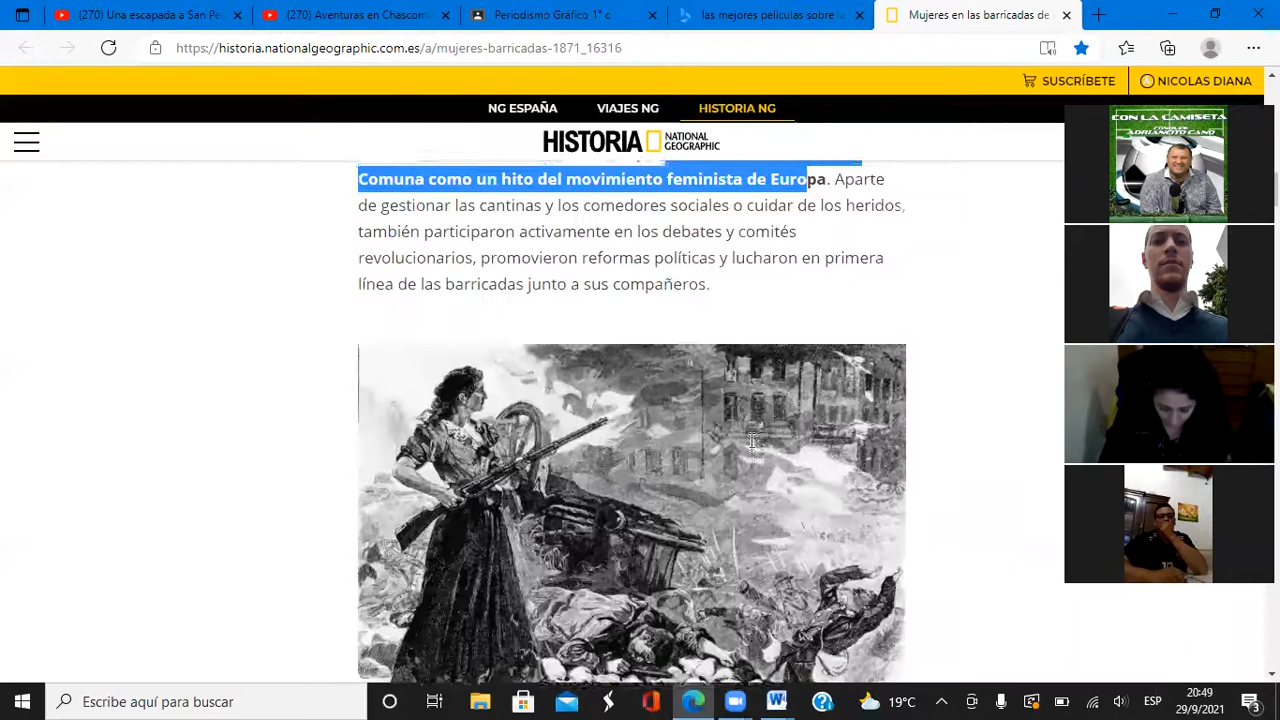 (270) Una escapada a San Pe
(270) Aventuras en Chascom
Periodismo Gráfico 1° c
las mejores peliculas sobre la
Mujeres en las barricadas de
https://historia.nationalgeographic.com.es/a/mujeres-barricadas-1871_16316
SUSCRÍBETE
NICOLAS DIANA
NG ESPAÑA
VIAJES NG
HISTORIA NG
HISTORIA NATIONAL
GEOGRAPHIC
Comuna como un hito del movimiento feminista de Europa. Aparte
de gestionar las cantinas y los comedores sociales o cuidar de los heridos,
también participaron activamente en los debates y comités
revolucionarios, promovieron reformas políticas y lucharon en primera
línea de las barricadas junto a sus compañeros.
CON LA CAMISETA
ADRIANCITO CANO
Escribe aquí para buscar
19°C
ESP
20:49
29/9/2021
3